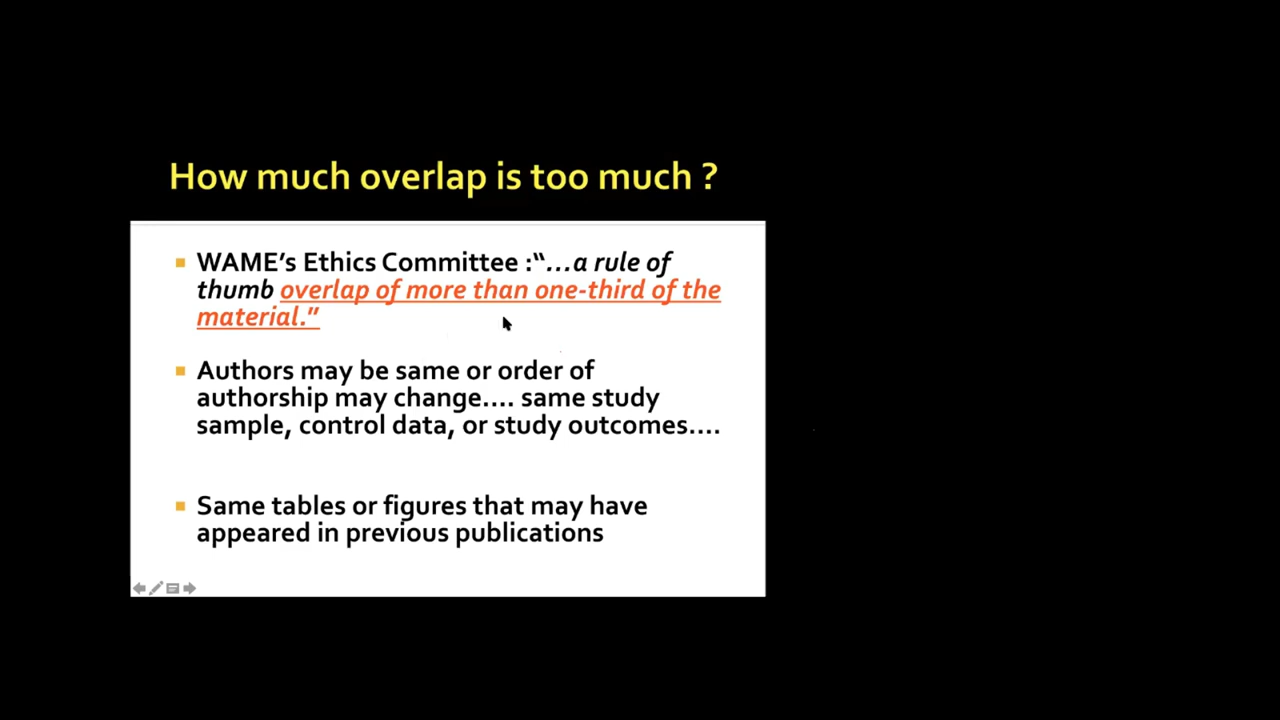 How much overlap is too much ?
WAME’s Ethics Committee :“…a rule of
thumb overlap of more than one-third of the
material.”
Authors may be same or order of
authorship may change.... same study
sample, control data, or study outcomes....
Same tables or figures that may have
appeared in previous publications